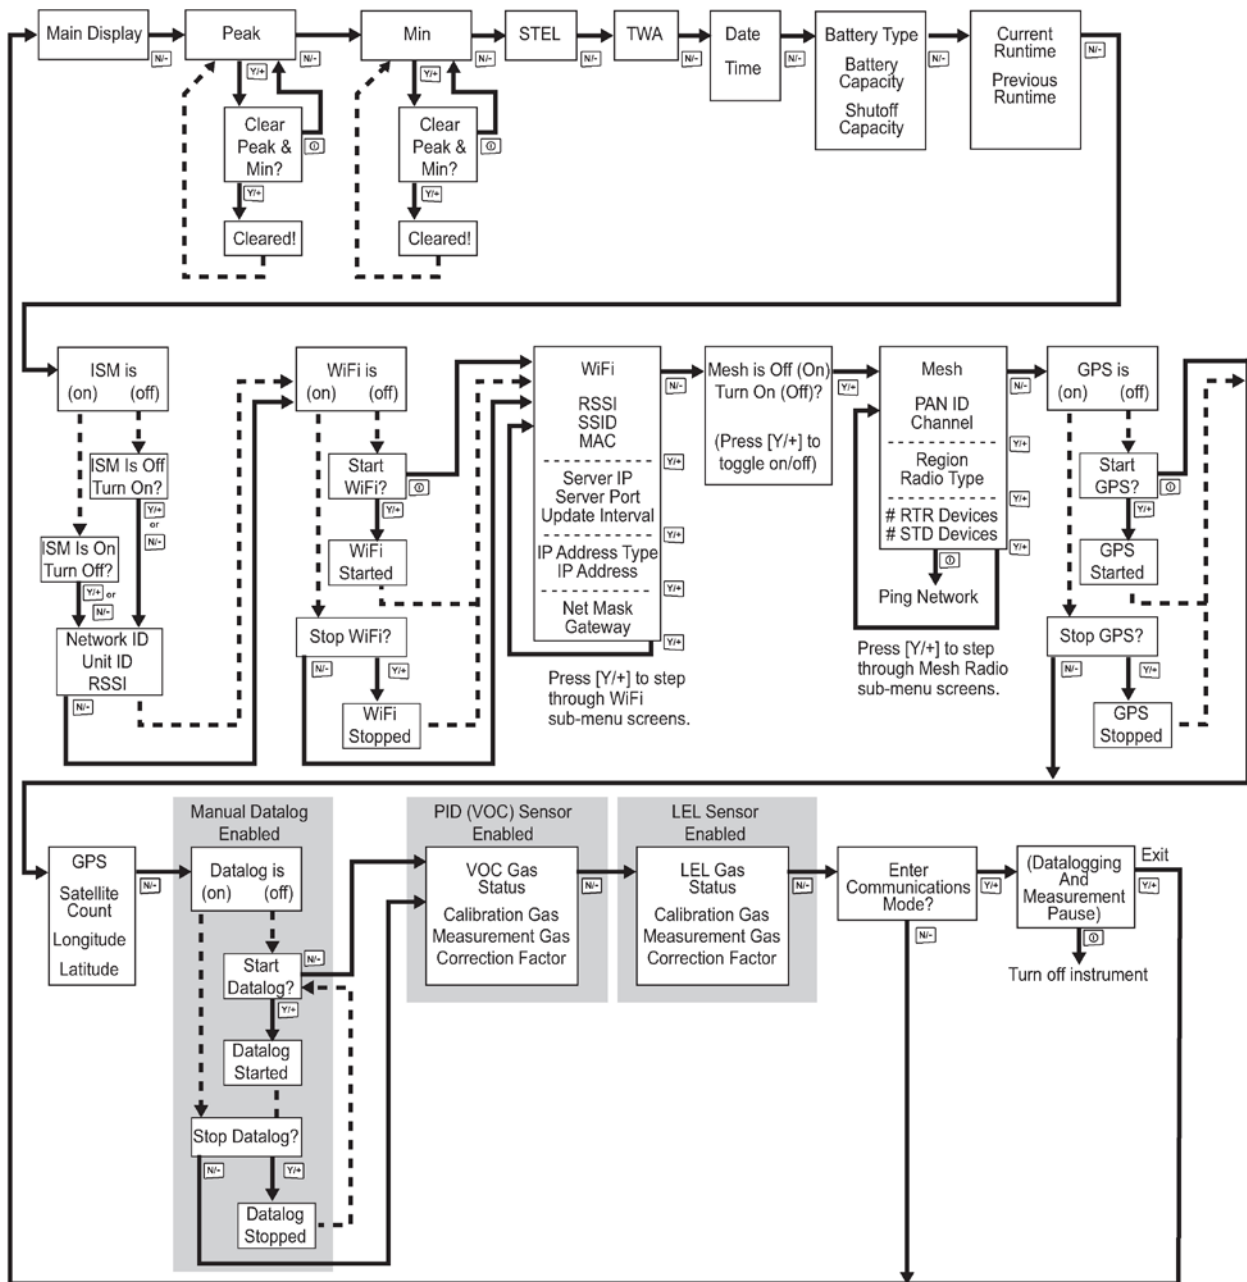 Main Display
N/-
Peak
N/-
Y/+
Clear
Peak &
Min?
Y/+
Cleared!
Min
N/-
Y/+
Clear
Peak &
Min?
Y/+
Cleared!
STEL
N/-
TWA
N/-
Date
Time
N/-
Battery Type
Battery
Capacity
Shutoff
Capacity
N/-
Current
Runtime
Previous
Runtime
N/-
ISM is
(on) (off)
ISM Is Off
Turn On?
Y/+
or
N/-
ISM Is On
Turn Off?
Y/+ or
N/-
Network ID
Unit ID
RSSI
N/-
WiFi is
(on) (off)
Start
WiFi?
Y/+
WiFi
Started
Stop WiFi?
N/-
Y/+
WiFi
Stopped
WiFi
N/-
RSSI
SSID
MAC
Y/+
Server IP
Server Port
Update Interval
Y/+
IP Address Type
IP Address
Y/+
Net Mask
Gateway
Y/+
Press [Y/+] to step
through WiFi
sub-menu screens.
Mesh is Off (On)
Turn On (Off)?
Y/+
(Press [Y/+] to
toggle on/off)
Mesh
N/-
PAN ID
Channel
Y/+
Region
Radio Type
Y/+
# RTR Devices
# STD Devices
Y/+
Ping Network
Press [Y/+] to step
through Mesh Radio
sub-menu screens.
GPS is
(on) (off)
Start
GPS?
Y/+
GPS
Started
Stop GPS?
N/-
Y/+
GPS
Stopped
GPS
Satellite
Count
Longitude
Latitude
N/-
Manual Datalog
Enabled
Datalog is
(on) (off)
N/-
Start
Datalog?
Y/+
Datalog
Started
Stop Datalog?
N/-
Y/+
Datalog
Stopped
PID (VOC) Sensor
Enabled
VOC Gas
Status
Calibration Gas
Measurement Gas
Correction Factor
N/-
LEL Sensor
Enabled
LEL Gas
Status
Calibration Gas
Measurement Gas
Correction Factor
N/-
Enter
Communications
Mode?
Y/+
N/-
(Datalogging
And
Measurement
Pause)
Exit
Y/+
Turn off instrument